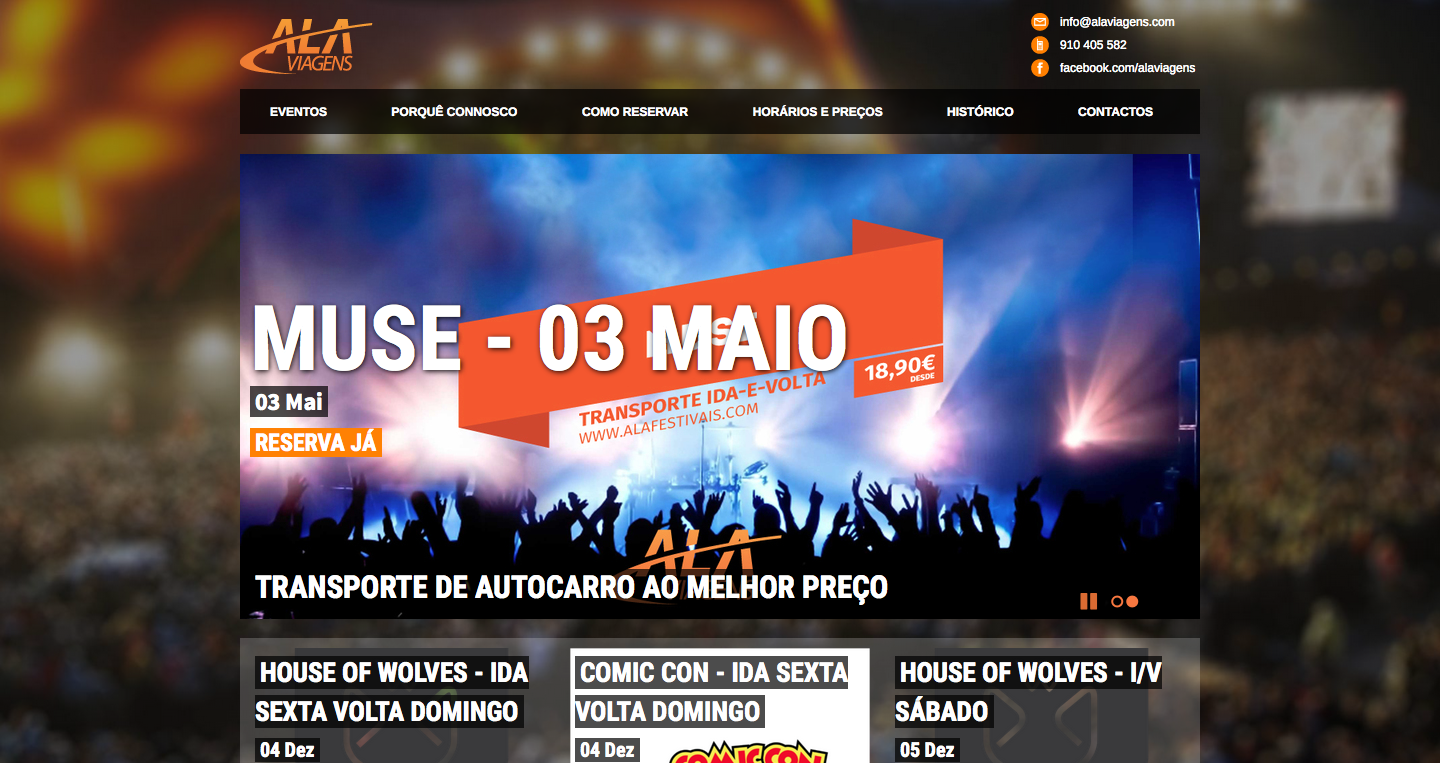 ALA
VIAGENS
info@alaviagens.com
910 405 582
facebook.com/alaviagens
EVENTOS
PORQUÊ CONNOSCO
COMO RESERVAR
HORÁRIOS E PREÇOS
HISTÓRICO
CONTACTOS
MUSE - 03 MAIO
03 Mai
RESERVA JÁ
18,90€
DESDE
TRANSPORTE IDA-E-VOLTA
WWW.ALAFESTIVAIS.COM
ALA
TRANSPORTE DE AUTOCARRO AO MELHOR PREÇO
HOUSE OF WOLVES - IDA
SEXTA VOLTA DOMINGO
04 Dez
COMIC CON - IDA SEXTA
VOLTA DOMINGO
04 Dez
COMIC CON
HOUSE OF WOLVES - I/V
SÁBADO
05 Dez